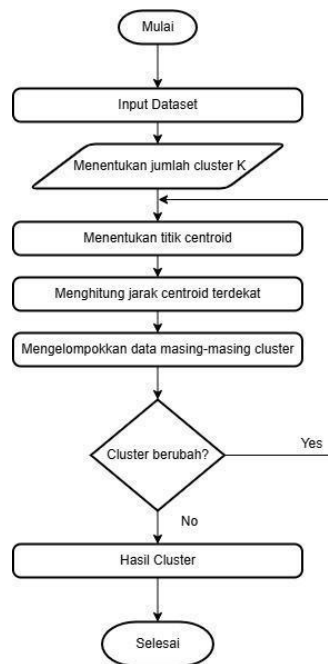 Mulai
Input Dataset
Menentukan jumlah cluster K
Menentukan titik centroid
Menghitung jarak centroid terdekat
Mengelompokkan data masing-masing cluster
Cluster berubah?
Yes
No
Hasil Cluster
Selesai